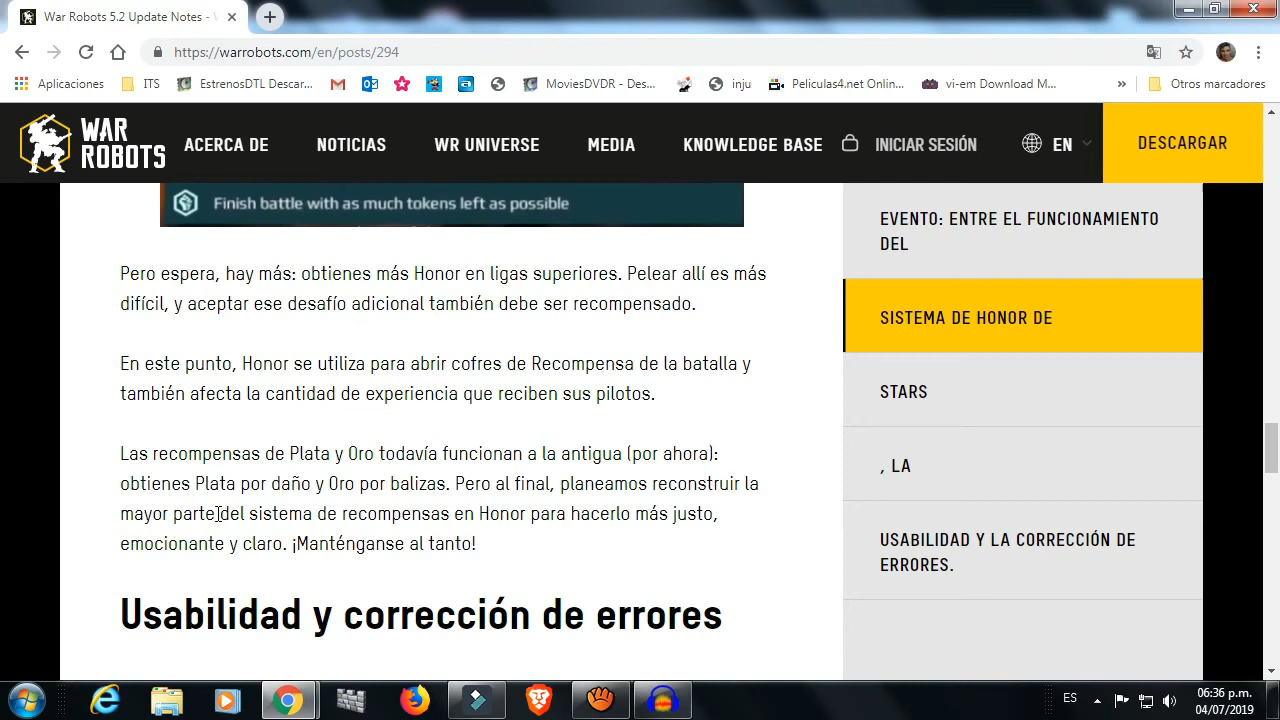 War Robots 5.2 Update Notes -
https://warrobots.com/en/posts/294
Aplicaciones ITS EstrenosDTL Descar... MoviesDVDR - Des... inju Peliculas4.net Onlin... vi-em Download M... » Otros marcadores
WAR ROBOTS
ACERCA DE NOTICIAS WR UNIVERSE MEDIA KNOWLEDGE BASE INICIAR SESIÓN EN DESCARGAR
Finish battle with as much tokens left as possible
Pero espera, hay más: obtienes más Honor en ligas superiores. Pelear allí es más
difícil, y aceptar ese desafío adicional también debe ser recompensado.
En este punto, Honor se utiliza para abrir cofres de Recompensa de la batalla y
también afecta la cantidad de experiencia que reciben sus pilotos.
Las recompensas de Plata y Oro todavía funcionan a la antigua (por ahora):
obtienes Plata por daño y Oro por balizas. Pero al final, planeamos reconstruir la
mayor parte del sistema de recompensas en Honor para hacerlo más justo,
emocionante y claro. ¡Manténganse al tanto!
Usabilidad y corrección de errores
EVENTO: ENTRE EL FUNCIONAMIENTO
DEL
SISTEMA DE HONOR DE
STARS
, LA
USABILIDAD Y LA CORRECCIÓN DE
ERRORES.
ES
06:36 p.m.
04/07/2019